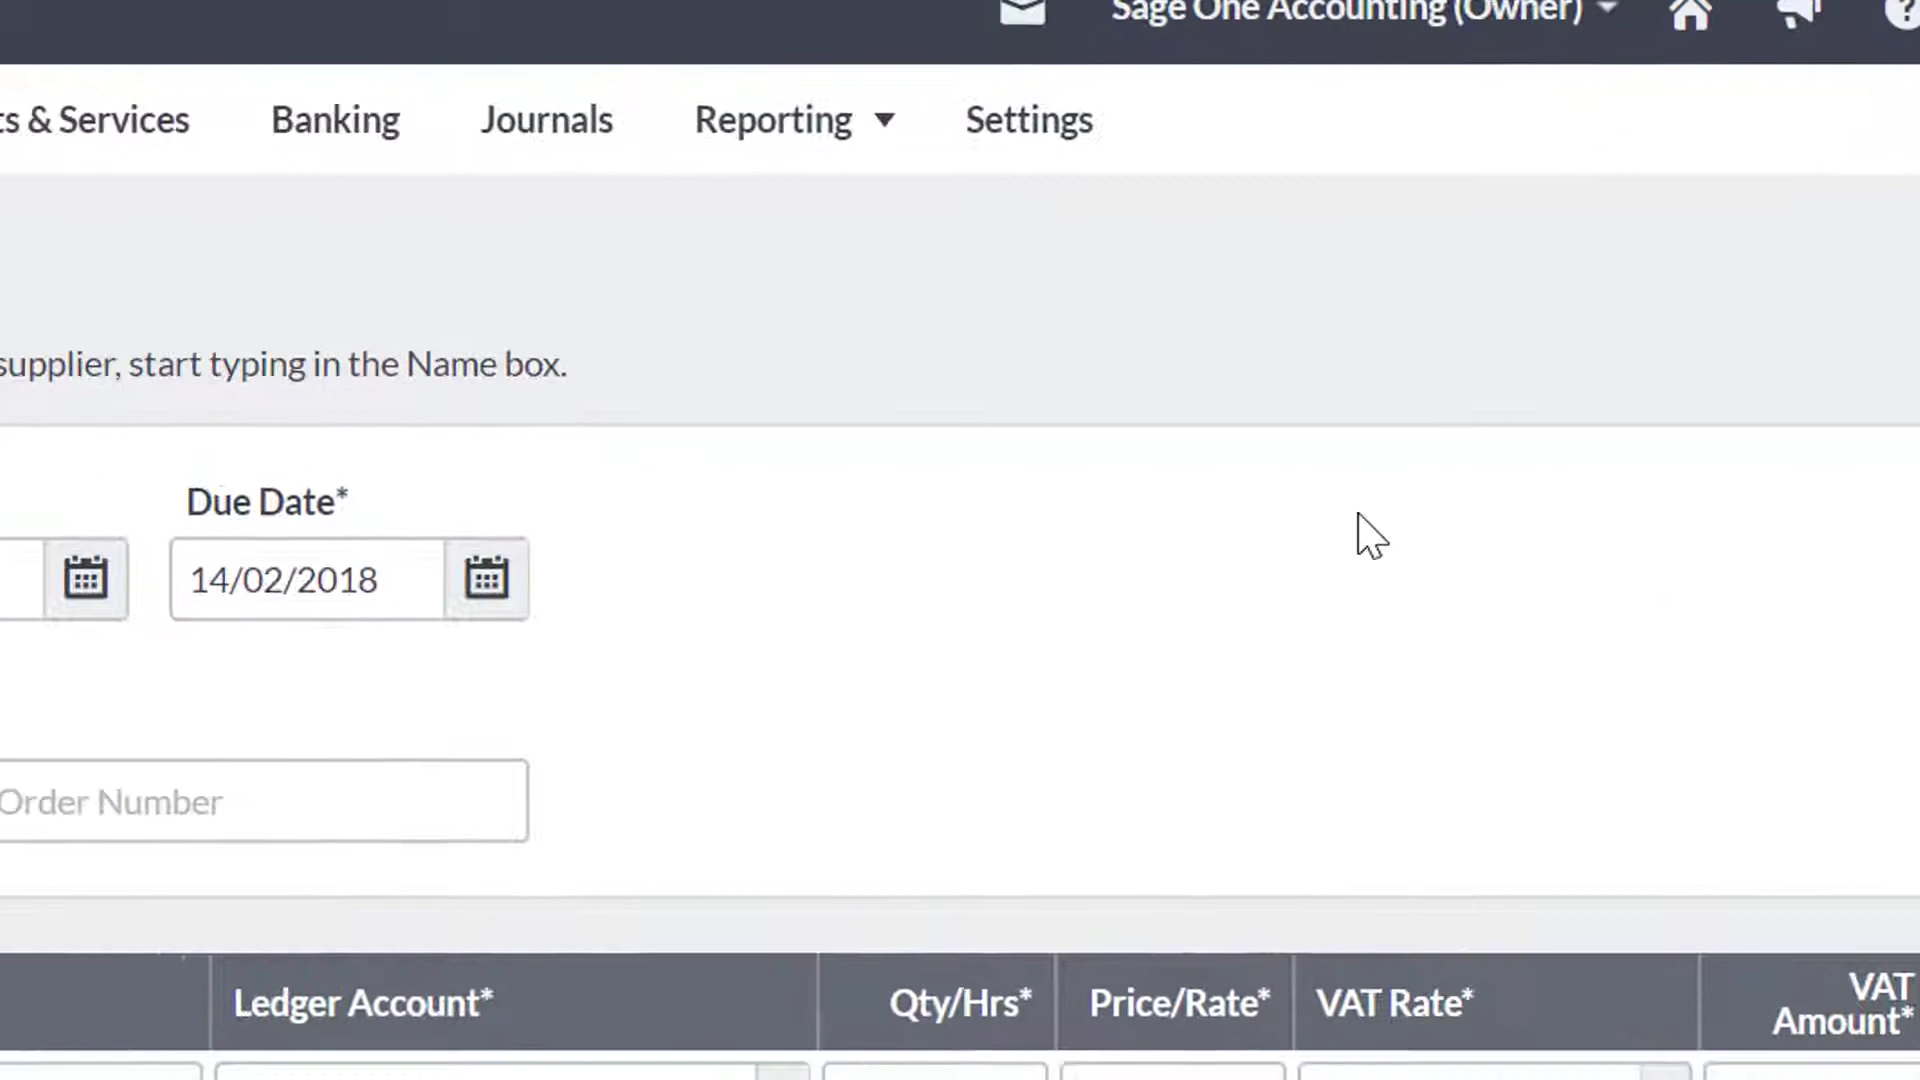 Sage One Accounting (Owner)
ts & Services Banking Journals Reporting Settings
supplier, start typing in the Name box.
Due Date*
14/02/2018
Order Number
Ledger Account* Qty/Hrs* Price/Rate* VAT Rate* VAT
Amount*